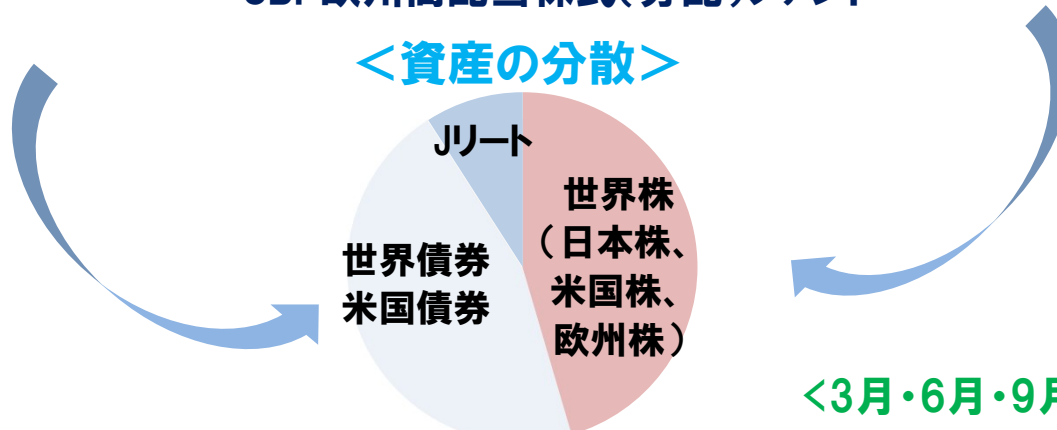 ＜資産の分散＞
Jリート
世界株
（日本株、
米国株、
欧州株）
世界債券
米国債券
<3月・6月・9月